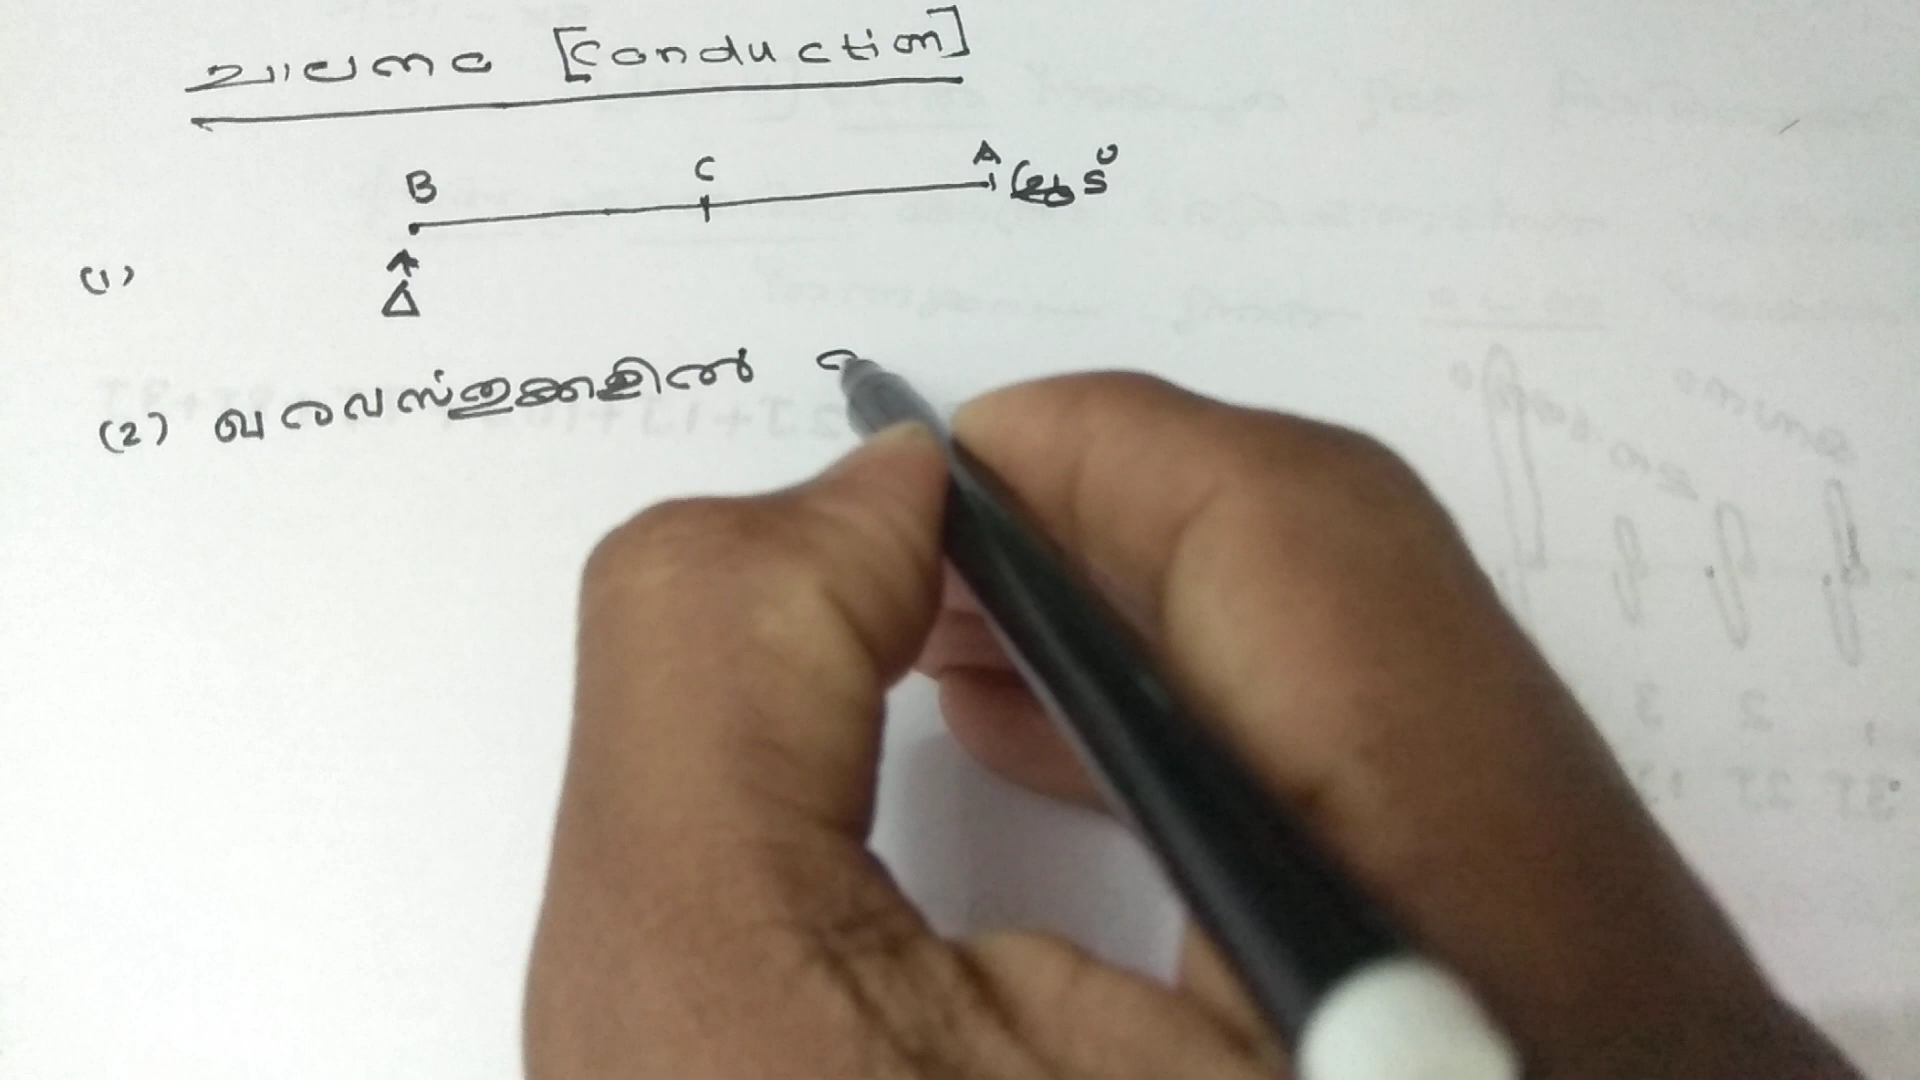 ചാലനം [Conduction]
B C A ചൂട്
(1)
(2) ഖരവസ്തുക്കളിൽ